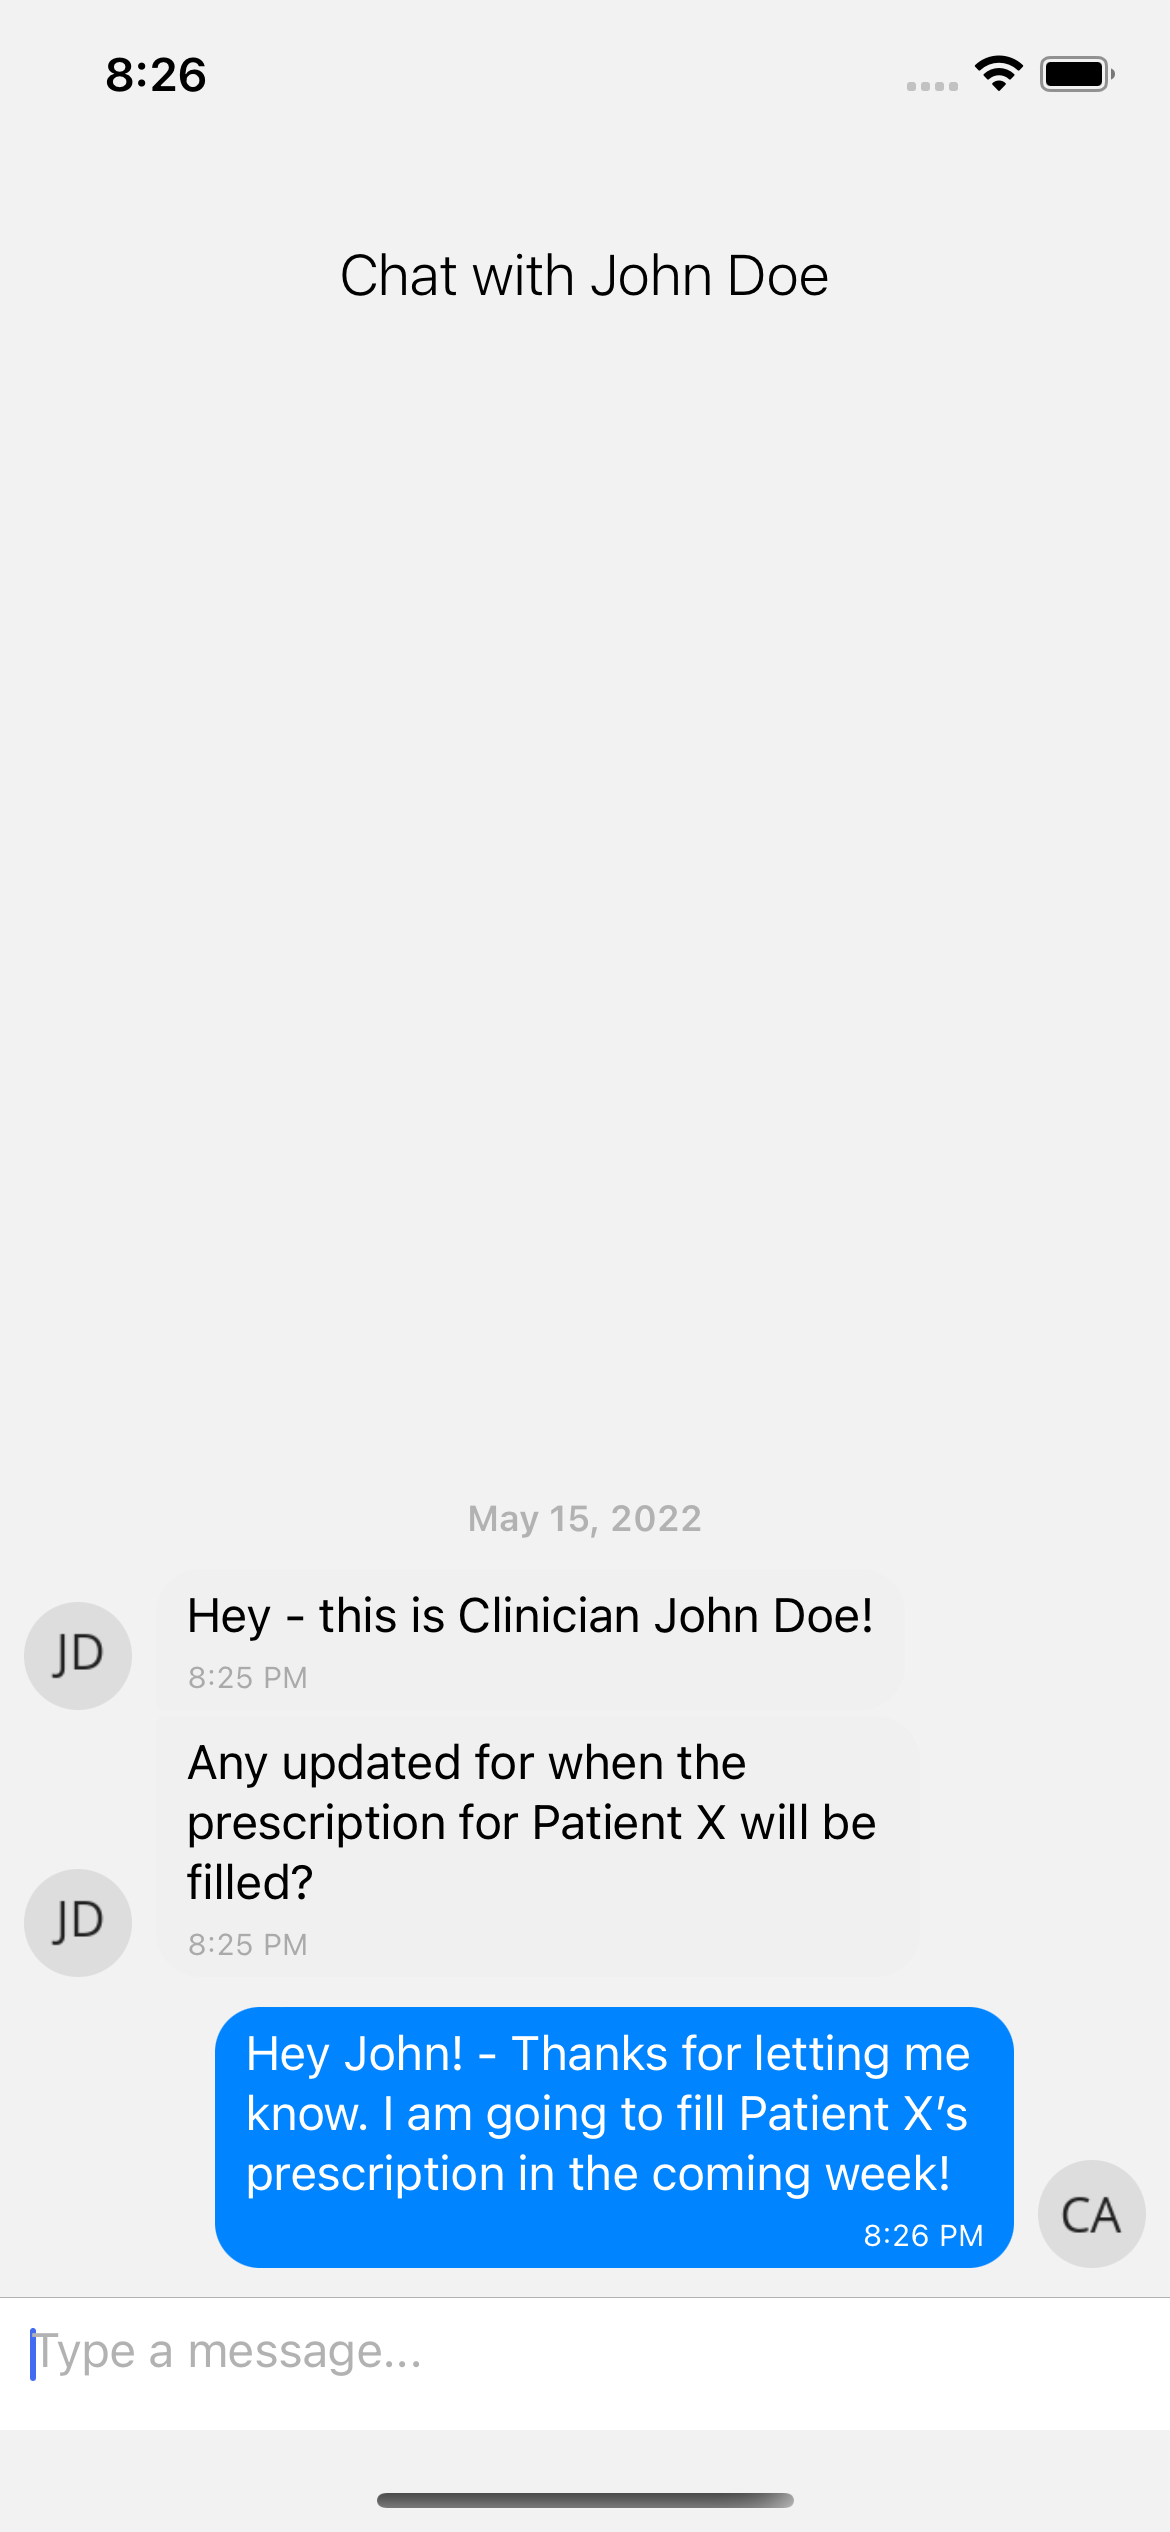 8:26
Chat with John Doe
May 15, 2022
Hey - this is Clinician John Doe!
8:25 PM
JD
Any updated for when the
prescription for Patient X will be
filled?
8:25 PM
JD
Hey John! - Thanks for letting me
know. I am going to fill Patient X’s
prescription in the coming week!
8:26 PM
CA
Type a message...